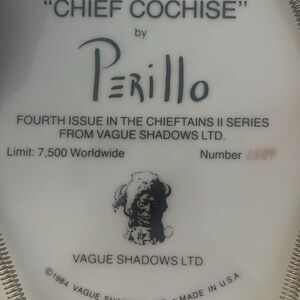 “CHIEF COCHISE”
by
Perillo
FOURTH ISSUE IN THE CHIEFTAINS II SERIES
FROM VAGUE SHADOWS LTD.
Limit: 7,500 Worldwide Number
VAGUE SHADOWS LTD
©1984 VAGUE MADE IN U.S.A.